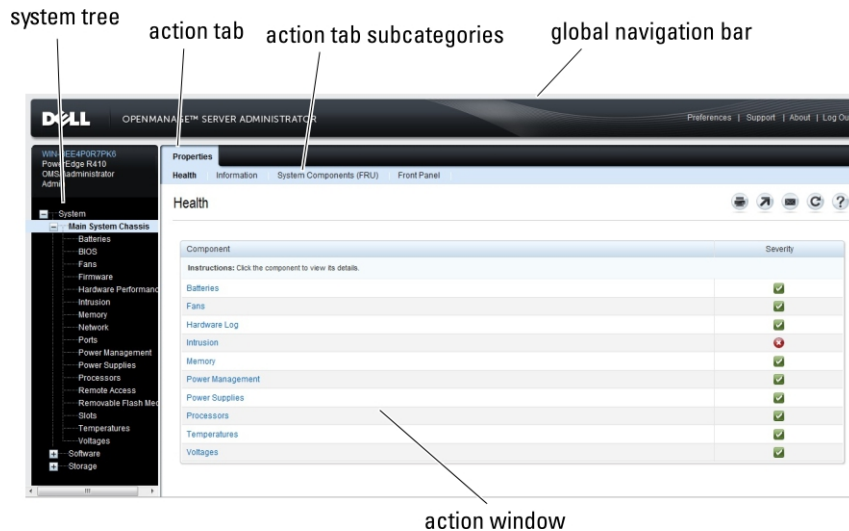 system tree
action tab
action tab subcategories
global navigation bar
DELL OPENMANAGE™ SERVER ADMINISTRATOR
Preferences | Support | About | Log Ou
PowerEdge R410
Admin
Properties
Health Information System Components (FRU) Front Panel
Health
System
Main System Chassis
Batteries
BIOS
Fans
Firmware
Hardware Performanc
Intrusion
Memory
Network
Ports
Power Management
Power Supplies
Processors
Remote Access
Removable Flash Med
Slots
Temperatures
Voltages
Software
Storage
Component Severity
Instructions: Click the component to view its details.
Batteries
Fans
Hardware Log
Intrusion
Memory
Power Management
Power Supplies
Processors
Temperatures
Voltages
action window